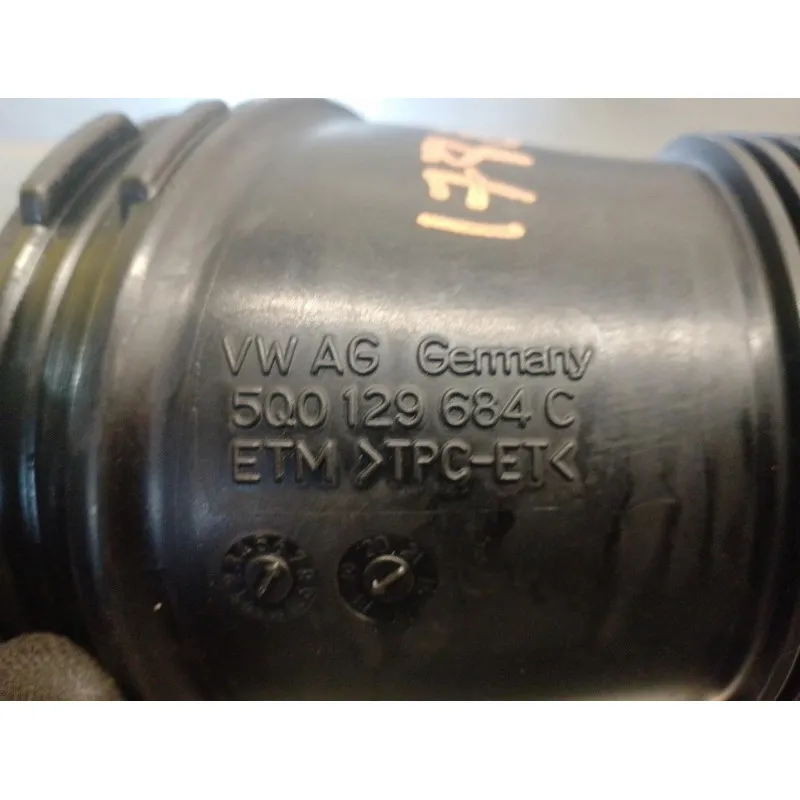 VW AG Germany
5Q0 129 684 C
ETM >TPC-ET<